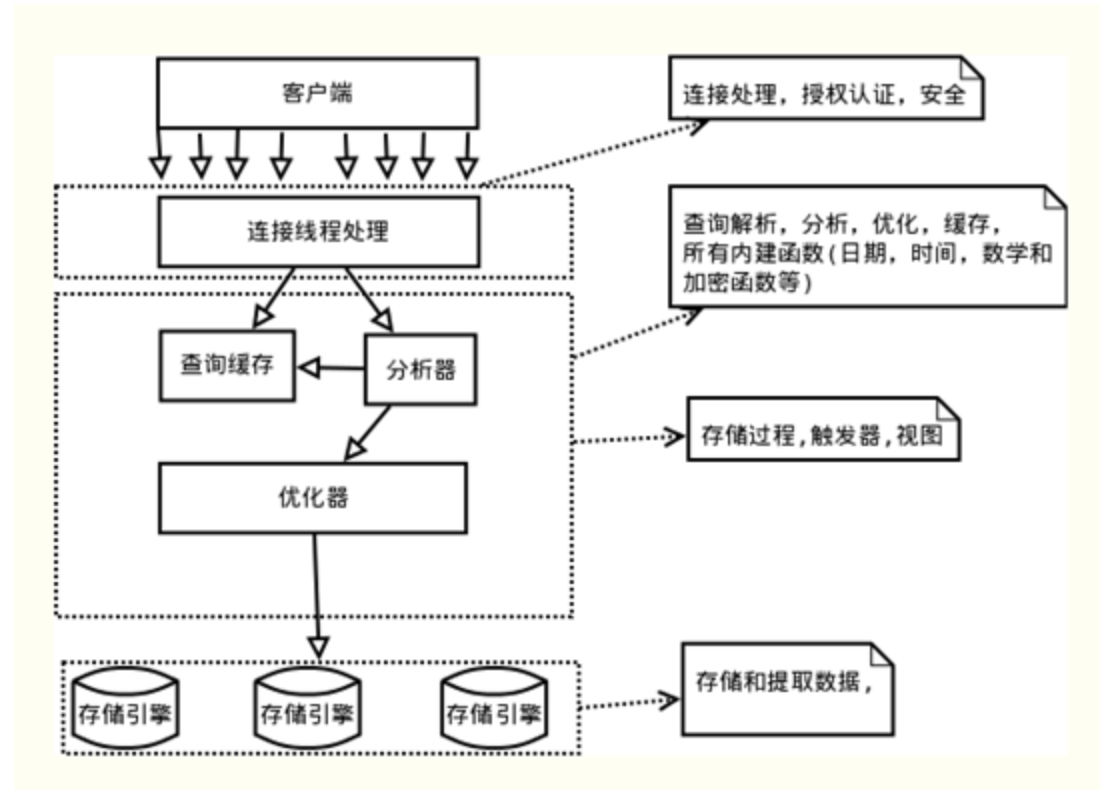 客户端
连接处理，授权认证，安全
连接线程处理
查询解析，分析，优化，缓存，
所有内建函数(日期，时间，数学和
加密函数等)
查询缓存
分析器
存储过程,触发器,视图
优化器
存储和提取数据,
存储引擎
存储引擎
存储引擎